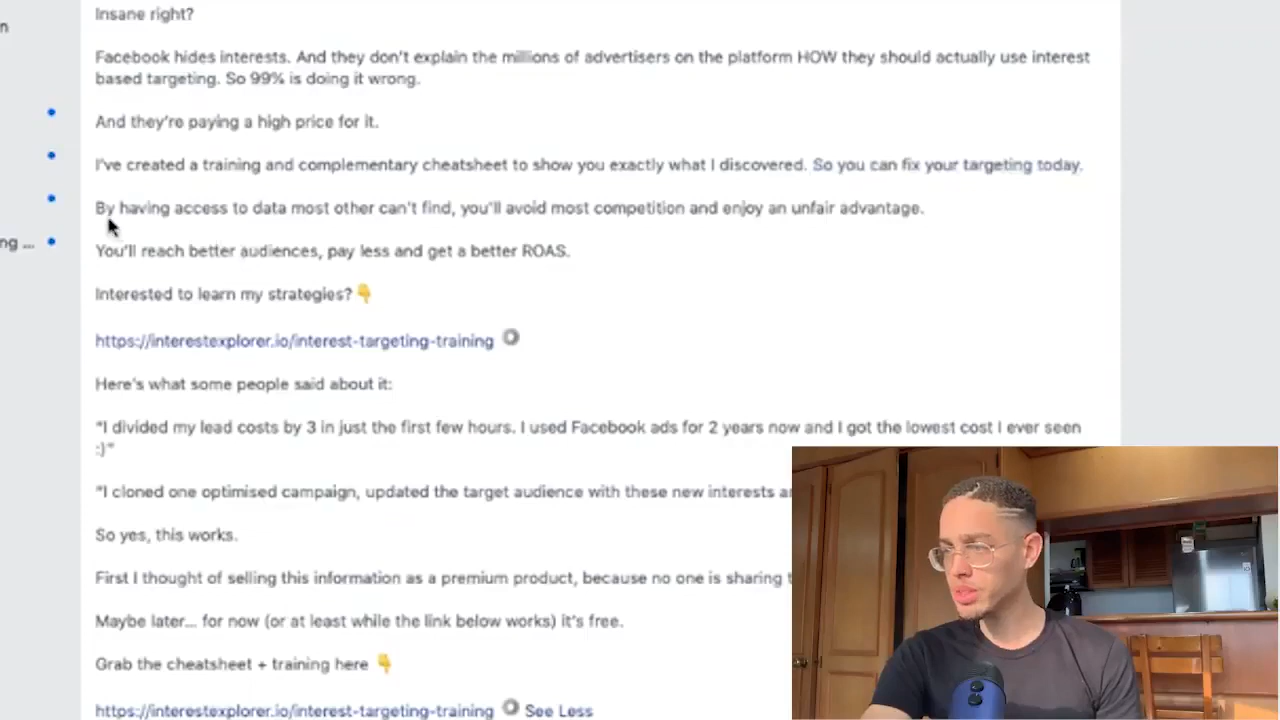 Insane right?
n
Facebook hides interests. And they don't explain the millions of advertisers on the platform HOW they should actually use interest
based targeting. So 99% is doing it wrong.
And they're paying a high price for it.
I've created a training and complementary cheatsheet to show you exactly what I discovered. So you can fix your targeting today.
By having access to data most other can't find, you'll avoid most competition and enjoy an unfair advantage.
ng ...
You'll reach better audiences, pay less and get a better ROAS.
Interested to learn my strategies? 👇
https://interestexplorer.io/interest-targeting-training
Here's what some people said about it:
"I divided my lead costs by 3 in just the first few hours. I used Facebook ads for 2 years now and I got the lowest cost I ever seen
:)"
"I cloned one optimised campaign, updated the target audience with these new interests
So yes, this works.
First I thought of selling this information as a premium product, because no one is sharing
Maybe later... for now (or at least while the link below works) it's free.
Grab the cheatsheet + training here 👇
https://interestexplorer.io/interest-targeting-training See Less